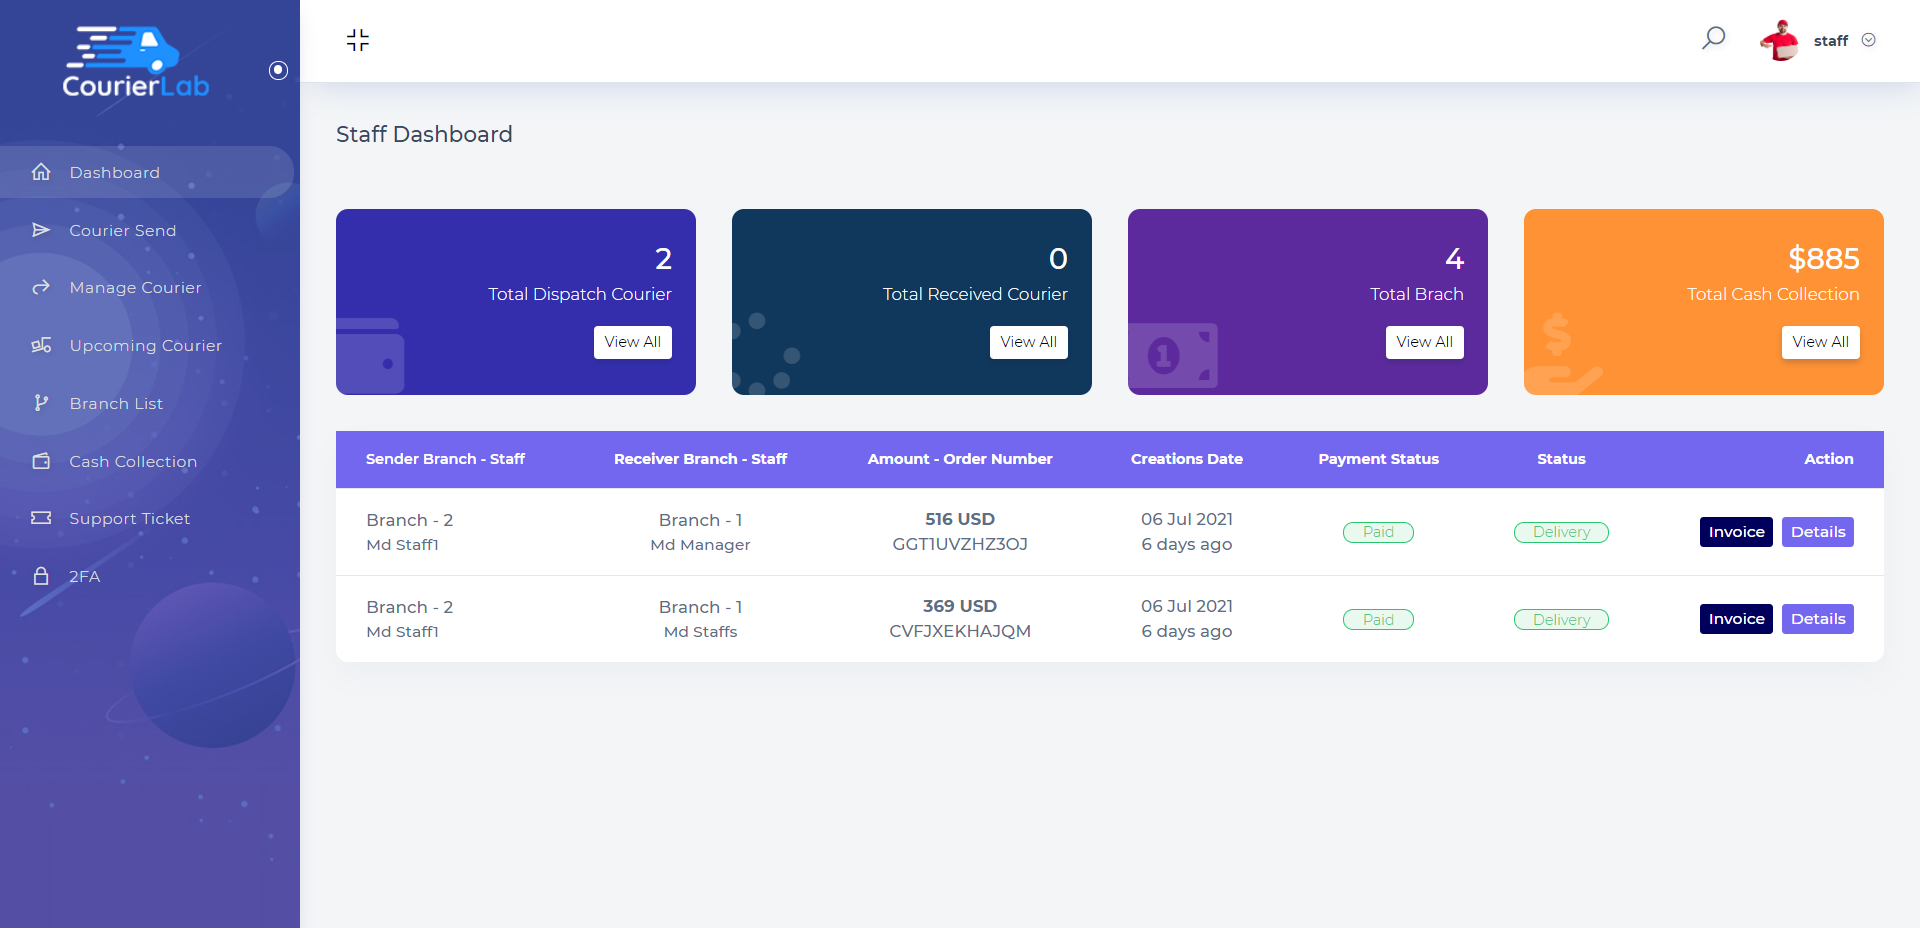 CourierLab
staff
Dashboard
Courier Send
Manage Courier
Upcoming Courier
Branch List
Cash Collection
Support Ticket
2FA
Staff Dashboard
2
Total Dispatch Courier
View All
0
Total Received Courier
View All
4
Total Brach
View All
1
$885
Total Cash Collection
View All
Sender Branch - Staff Receiver Branch - Staff Amount - Order Number Creations Date Payment Status Status Action
Branch - 2 Branch - 1 516 USD 06 Jul 2021 Paid Delivery Invoice Details
Md Staff1 Md Manager GGT1UVZHZ3OJ 6 days ago
Branch - 2 Branch - 1 369 USD 06 Jul 2021 Paid Delivery Invoice Details
Md Staff1 Md Staffs CVFJXEKHAJQM 6 days ago